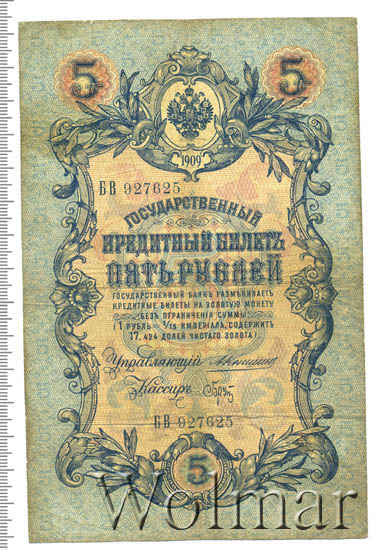 5 5
1909
БВ 927625
ГОСУДАРСТВЕННЫЙ
КРЕДИТНЫЙ БИЛЕТЪ
ПЯТЬ РУБЛЕЙ
ГОСУДАРСТВЕННЫЙ БАНКЪ РАЗМѢНИВАЕТЪ
КРЕДИТНЫЕ БИЛЕТЫ НА ЗОЛОТУЮ МОНЕТУ
БЕЗЪ ОГРАНИЧЕНІЯ СУММЫ
(1 РУБЛЬ = 1/15 ИМПЕРІАЛА, СОДЕРЖИТЪ
17,424 ДОЛЕЙ ЧИСТАГО ЗОЛОТА).
Управляющій
Кассиръ
БВ 927625
5
Wolmar